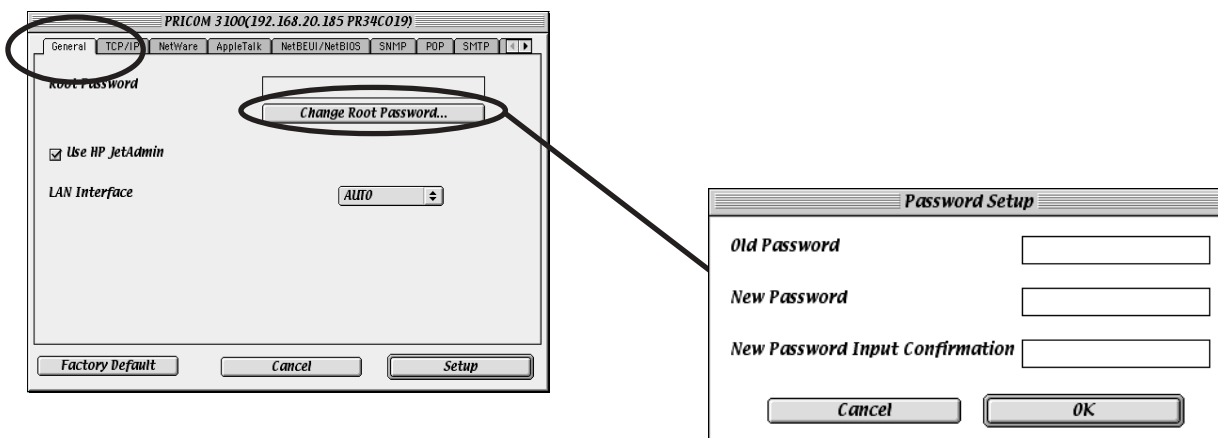 PRICOM 3100(192.168.20.185 PR34C019)
General TCP/IP NetWare AppleTalk NetBEUI/NetBIOS SNMP POP SMTP
Root Password
Change Root Password...
Use HP JetAdmin
LAN Interface AUTO
Factory Default Cancel Setup
Password Setup
Old Password
New Password
New Password Input Confirmation
Cancel OK